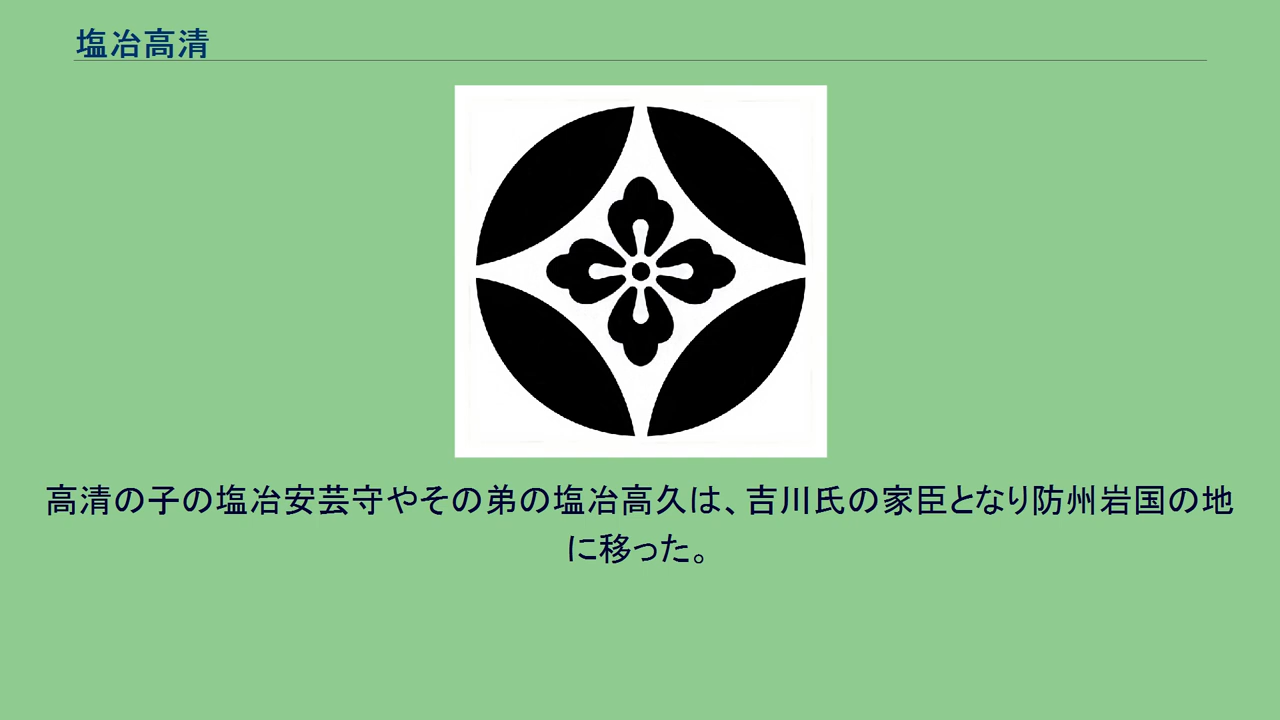 塩冶高清
高清の子の塩冶安芸守やその弟の塩冶高久は、吉川氏の家臣となり防州岩国の地
に移った。